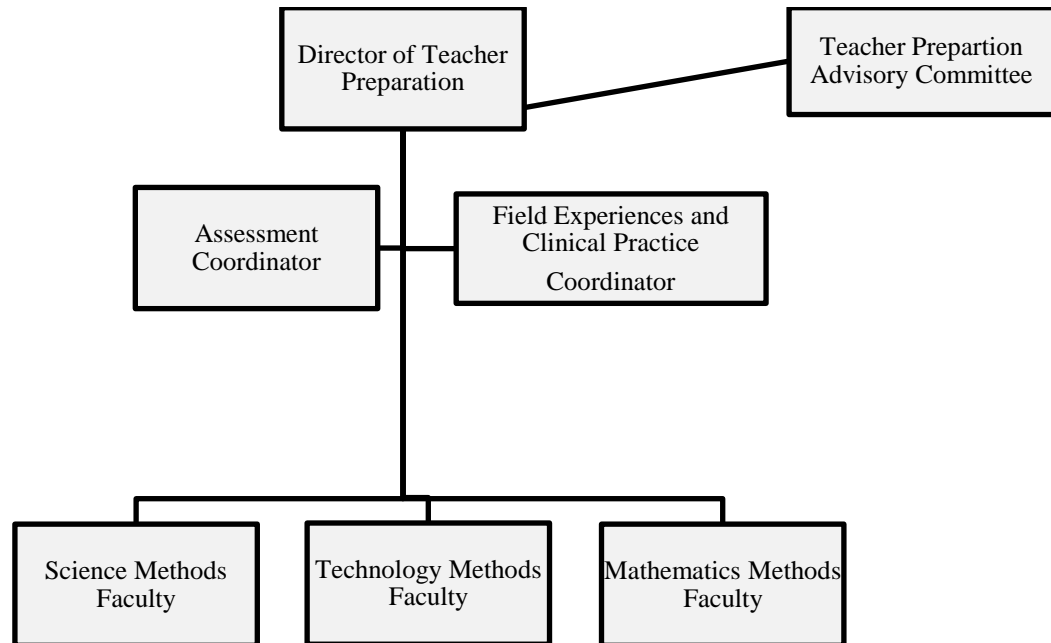 Director of Teacher
Preparation
Teacher Prepartion
Advisory Committee
Assessment
Coordinator
Field Experiences and
Clinical Practice
Coordinator
Science Methods
Faculty
Technology Methods
Faculty
Mathematics Methods
Faculty